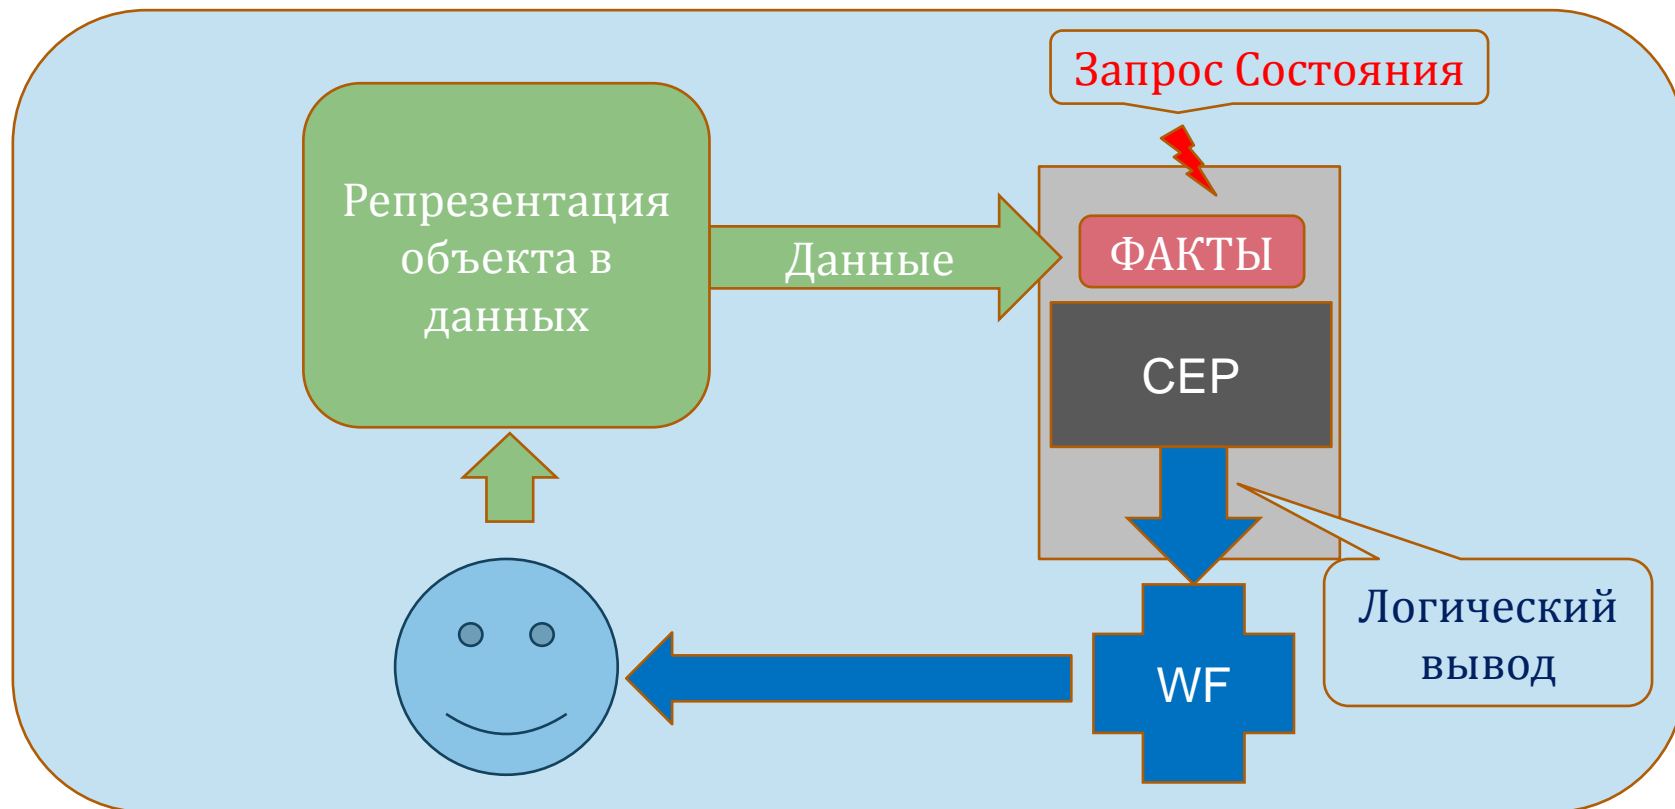 Запрос Состояния
Репрезентация
объекта в
данных
Данные
ФАКТЫ
CEP
Логический
вывод
WF